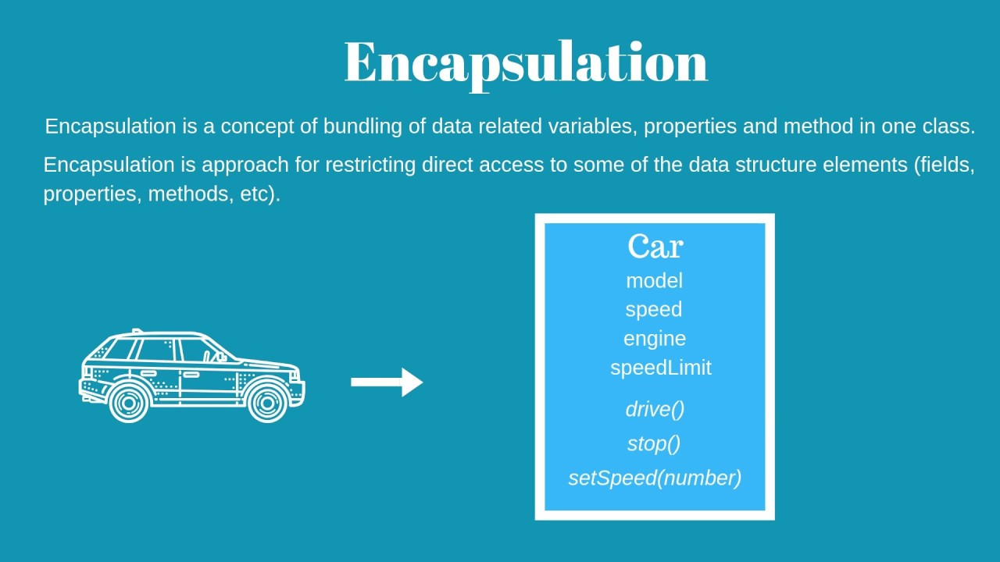 Encapsulation
Encapsulation is a concept of bundling of data related variables, properties and method in one class.
Encapsulation is approach for restricting direct access to some of the data structure elements (fields,
properties, methods, etc).
Car
model
speed
engine
speedLimit
drive()
stop()
setSpeed(number)